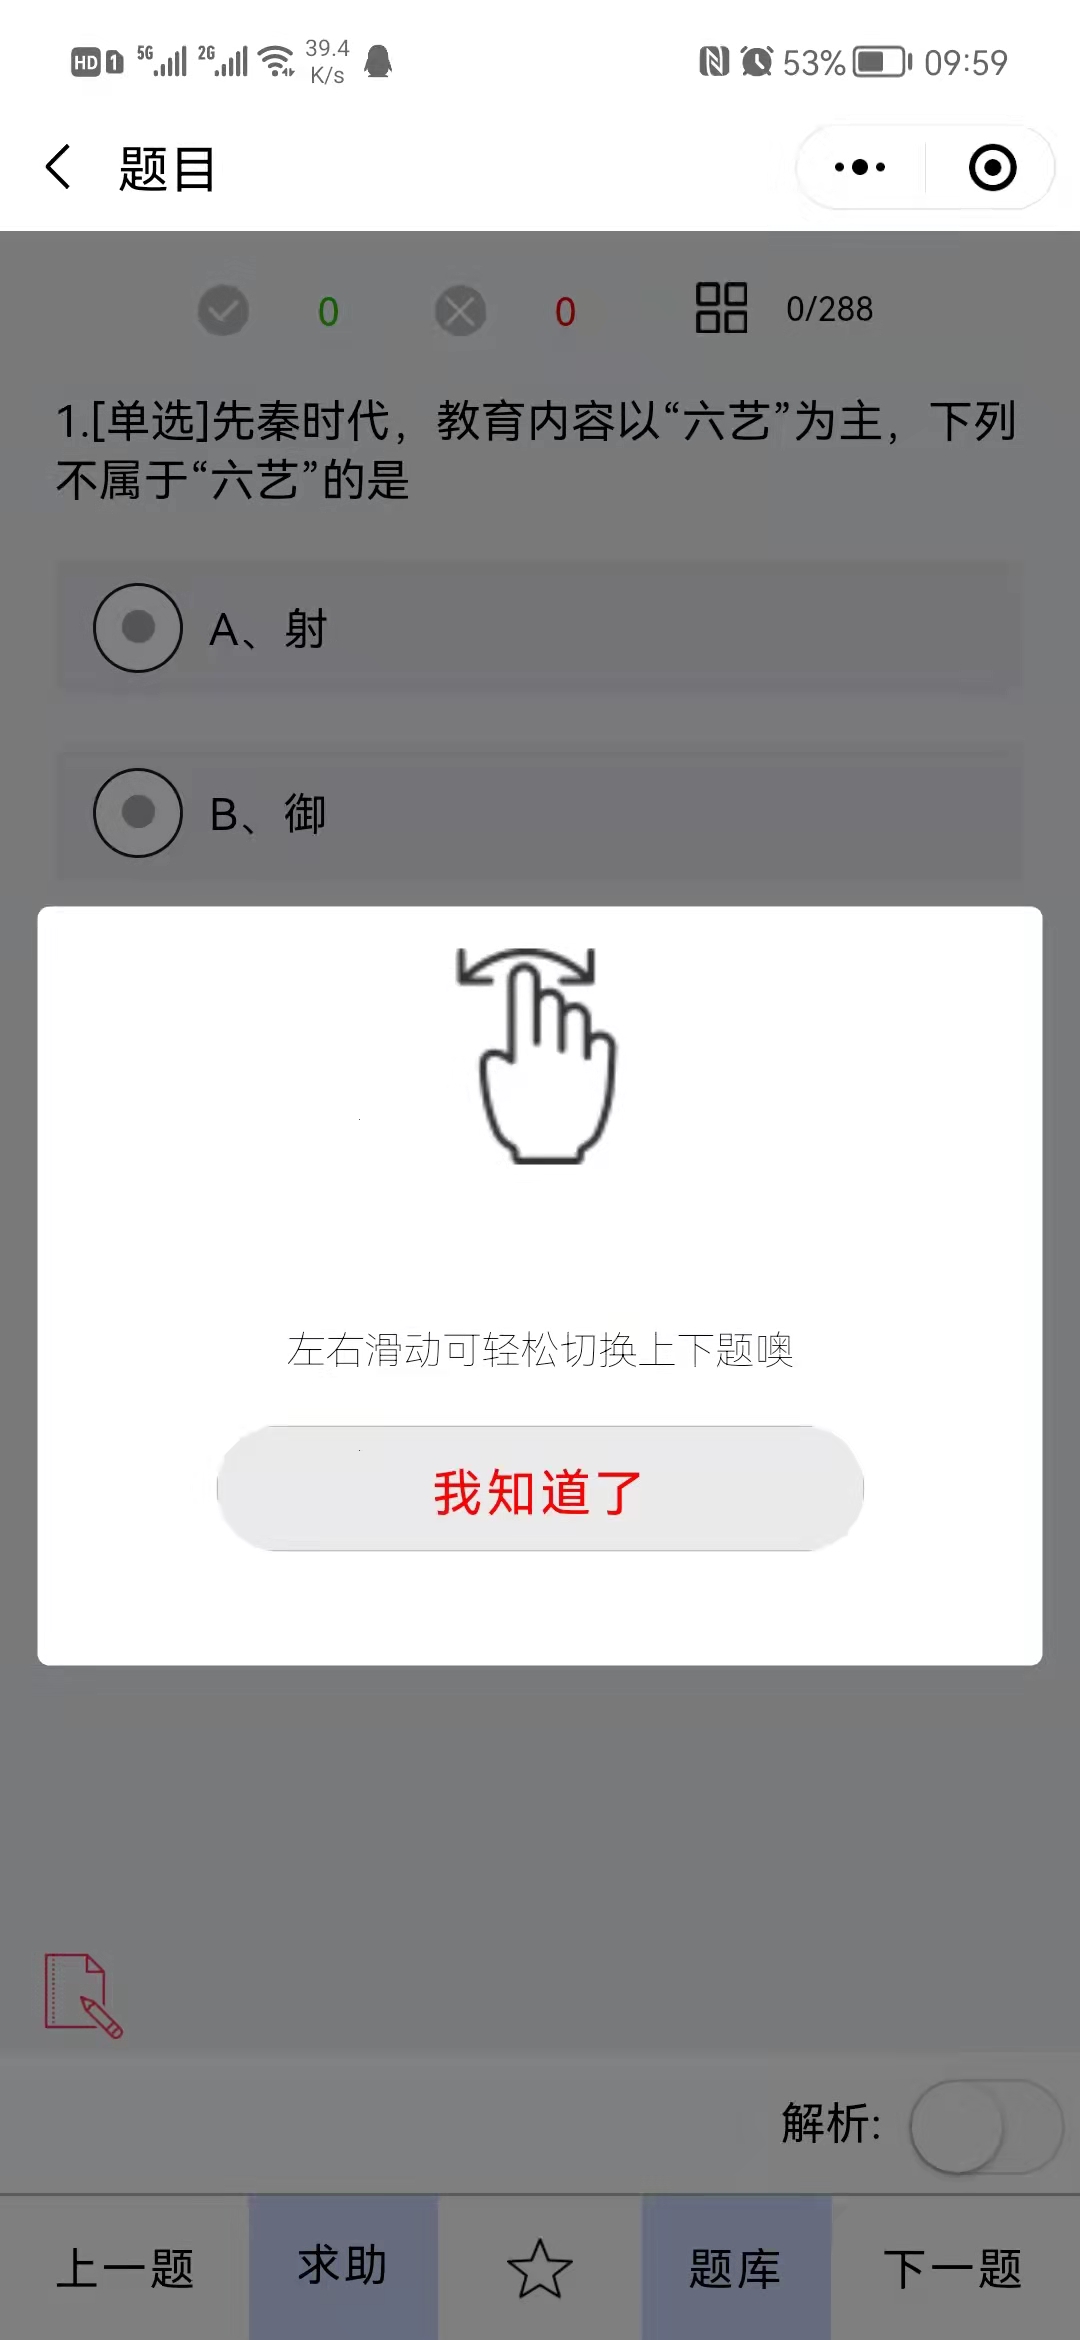 HD 1 5G 2G 39.4 K/s 53% 09:59
题目
0 0 0/288
1.[单选]先秦时代，教育内容以“六艺”为主，下列
不属于“六艺”的是
A、射
B、御
左右滑动可轻松切换上下题噢
我知道了
解析:
上一题 求助 题库 下一题